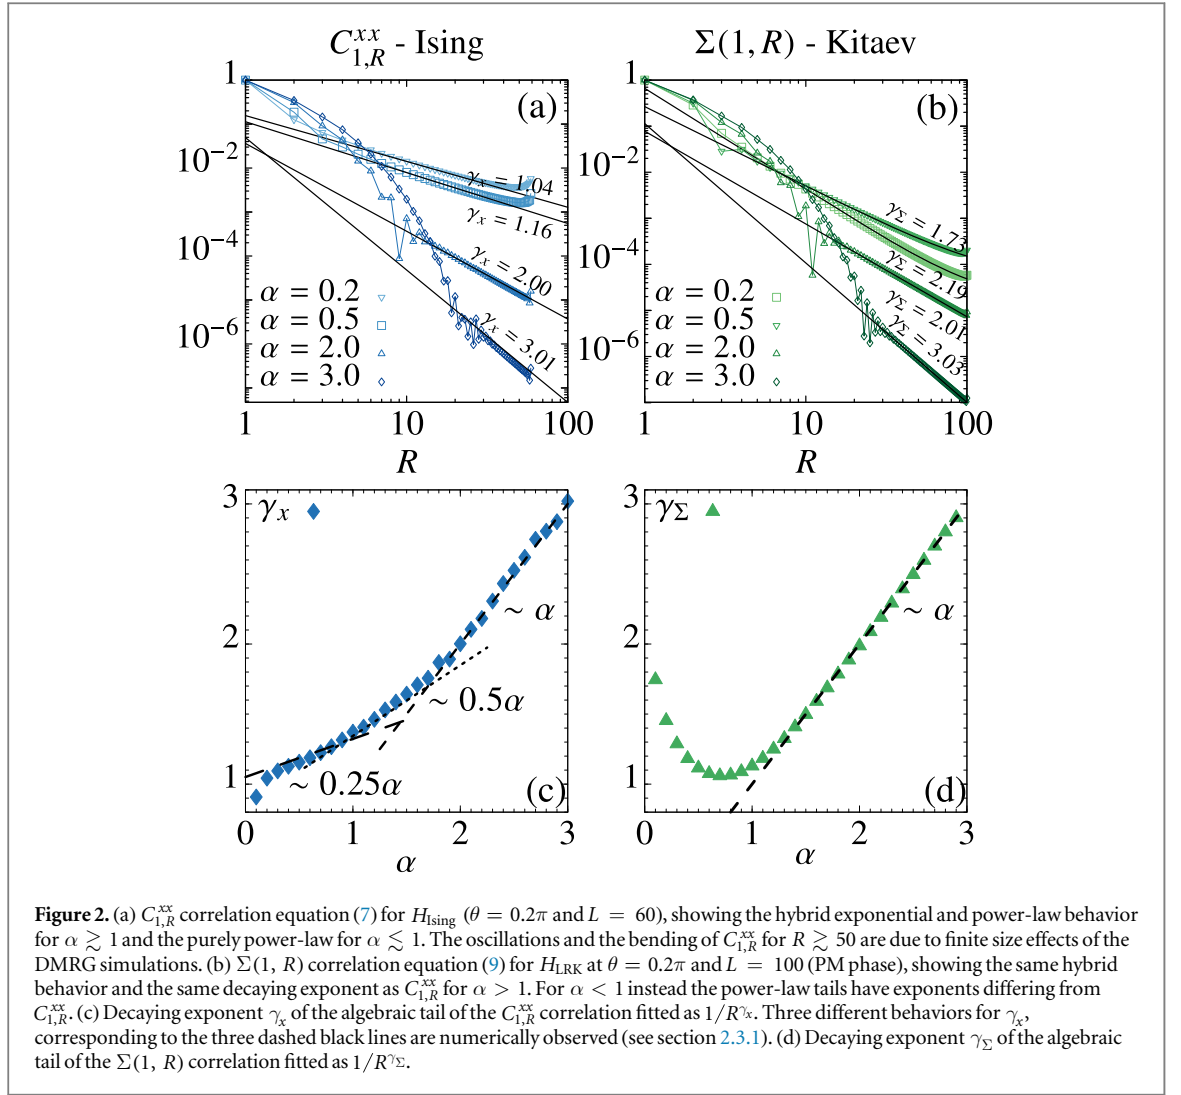 C^{xx}_{1,R} - Ising
Σ(1, R) - Kitaev
1
10^{−2}
10^{−4}
10^{−6}
(a)
γ_x = 1.04
γ_x = 1.16
γ_x = 2.00
γ_x = 3.01
α = 0.2
α = 0.5
α = 2.0
α = 3.0
1 10 100
R
1
10^{−2}
10^{−4}
10^{−6}
(b)
γ_Σ = 1.73
γ_Σ = 2.19
γ_Σ = 2.01
γ_Σ = 3.03
α = 0.2
α = 0.5
α = 2.0
α = 3.0
1 10 100
R
3
2
1
γ_x
~ α
~ 0.5α
~ 0.25α
(c)
0 1 2 3
α
3
2
1
γ_Σ
~ α
(d)
0 1 2 3
α
Figure 2. (a) C^{xx}_{1,R} correlation equation (7) for H_{Ising} (θ = 0.2π and L = 60), showing the hybrid exponential and power-law behavior
for α ≳ 1 and the purely power-law for α ≲ 1. The oscillations and the bending of C^{xx}_{1,R} for R ≳ 50 are due to finite size effects of the
DMRG simulations. (b) Σ(1, R) correlation equation (9) for H_{LRK} at θ = 0.2π and L = 100 (PM phase), showing the same hybrid
behavior and the same decaying exponent as C^{xx}_{1,R} for α > 1. For α < 1 instead the power-law tails have exponents differing from
C^{xx}_{1,R}. (c) Decaying exponent γ_x of the algebraic tail of the C^{xx}_{1,R} correlation fitted as 1/R^{γ_x}. Three different behaviors for γ_x,
corresponding to the three dashed black lines are numerically observed (see section 2.3.1). (d) Decaying exponent γ_Σ of the algebraic
tail of the Σ(1, R) correlation fitted as 1/R^{γ_Σ}.